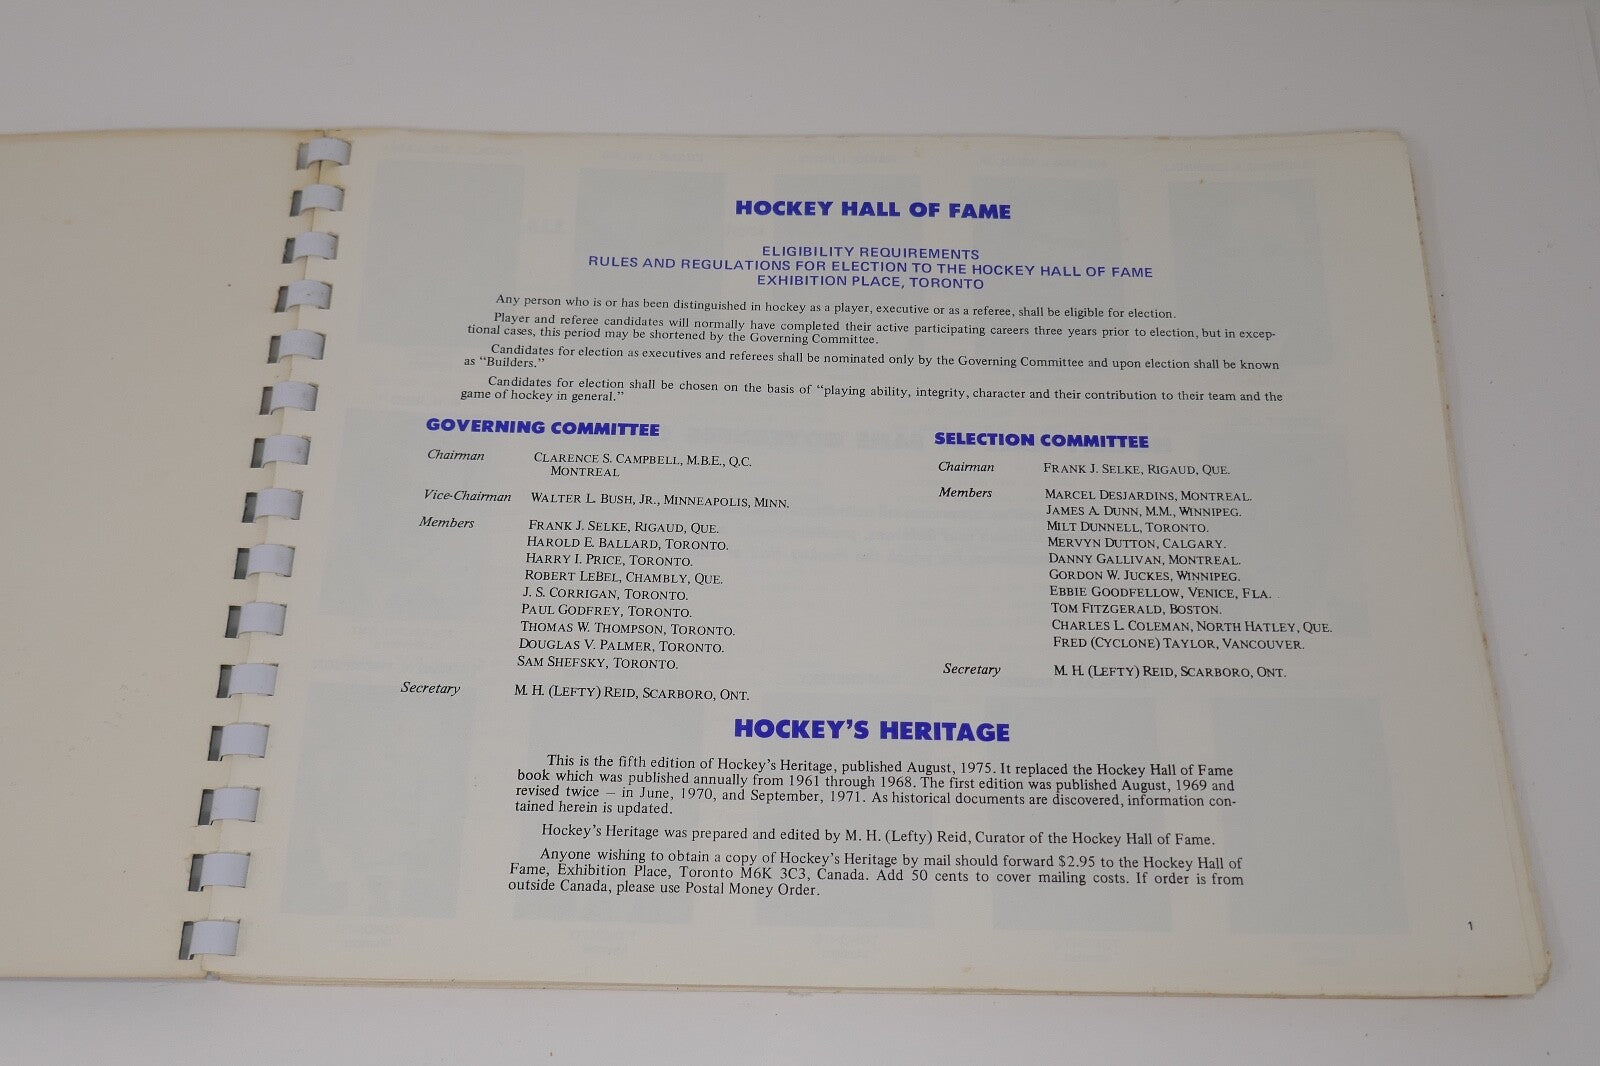 HOCKEY HALL OF FAME
ELIGIBILITY REQUIREMENTS
RULES AND REGULATIONS FOR ELECTION TO THE HOCKEY HALL OF FAME
EXHIBITION PLACE, TORONTO
Any person who is or has been distinguished in hockey as a player, executive or as a referee, shall be eligible for election.
Player and referee candidates will normally have completed their active participating careers three years prior to election, but in excep-
tional cases, this period may be shortened by the Governing Committee.
Candidates for election as executives and referees shall be nominated only by the Governing Committee and upon election shall be known
as “Builders.”
Candidates for election shall be chosen on the basis of “playing ability, integrity, character and their contribution to their team and the
game of hockey in general.”
GOVERNING COMMITTEE
Chairman CLARENCE S. CAMPBELL, M.B.E., Q.C.
MONTREAL
Vice-Chairman WALTER L. BUSH, JR., MINNEAPOLIS, MINN.
Members FRANK J. SELKE, RIGAUD, QUE.
HAROLD E. BALLARD, TORONTO.
HARRY I. PRICE, TORONTO.
ROBERT LEBEL, CHAMBLY, QUE.
J. S. CORRIGAN, TORONTO.
PAUL GODFREY, TORONTO.
THOMAS W. THOMPSON, TORONTO.
DOUGLAS V. PALMER, TORONTO.
SAM SHEFSKY, TORONTO.
Secretary M. H. (LEFTY) REID, SCARBORO, ONT.
SELECTION COMMITTEE
Chairman FRANK J. SELKE, RIGAUD, QUE.
Members MARCEL DESJARDINS, MONTREAL.
JAMES A. DUNN, M.M., WINNIPEG.
MILT DUNNELL, TORONTO.
MERVYN DUTTON, CALGARY.
DANNY GALLIVAN, MONTREAL.
GORDON W. JUCKES, WINNIPEG.
EBBIE GOODFELLOW, VENICE, FLA.
TOM FITZGERALD, BOSTON.
CHARLES L. COLEMAN, NORTH HATLEY, QUE.
FRED (CYCLONE) TAYLOR, VANCOUVER.
Secretary M. H. (LEFTY) REID, SCARBORO, ONT.
HOCKEY’S HERITAGE
This is the fifth edition of Hockey’s Heritage, published August, 1975. It replaced the Hockey Hall of Fame
book which was published annually from 1961 through 1968. The first edition was published August, 1969 and
revised twice – in June, 1970, and September, 1971. As historical documents are discovered, information con-
tained herein is updated.
Hockey’s Heritage was prepared and edited by M. H. (Lefty) Reid, Curator of the Hockey Hall of Fame.
Anyone wishing to obtain a copy of Hockey’s Heritage by mail should forward $2.95 to the Hockey Hall of
Fame, Exhibition Place, Toronto M6K 3C3, Canada. Add 50 cents to cover mailing costs. If order is from
outside Canada, please use Postal Money Order.
1